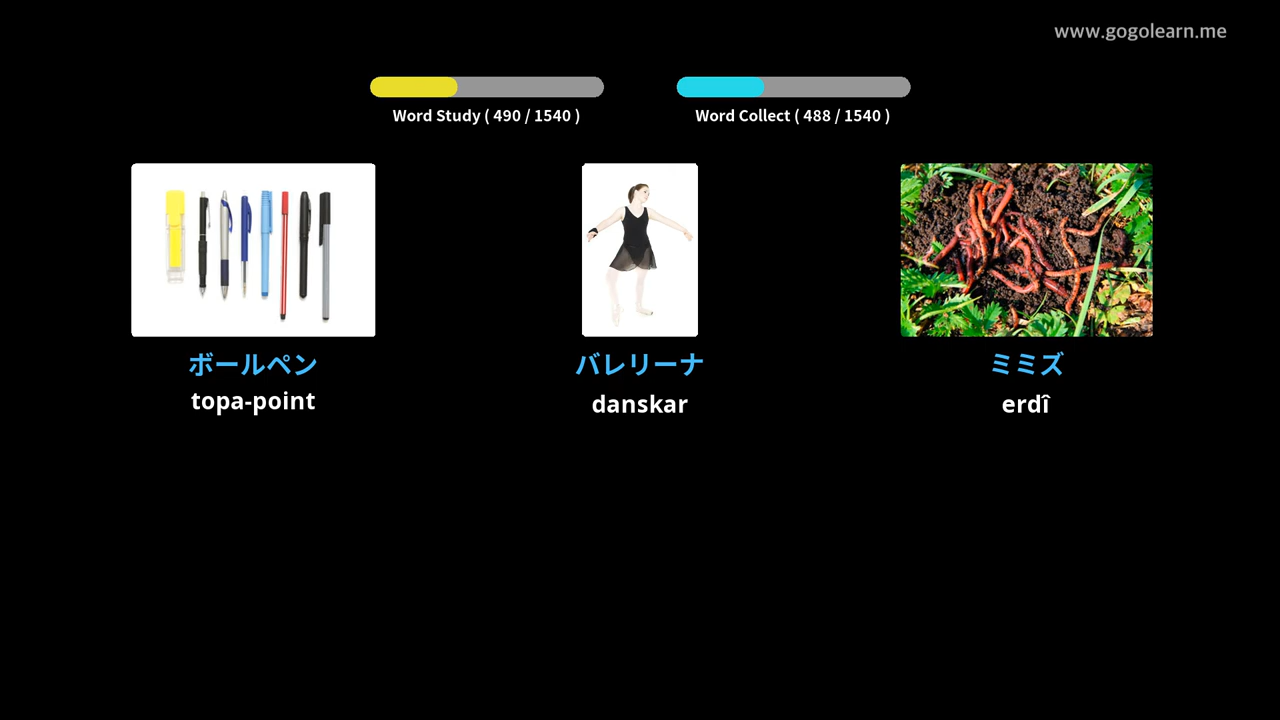 www.gogolearn.me
Word Study ( 490 / 1540 )
Word Collect ( 488 / 1540 )
ボールペン
topa-point
バレリーナ
danskar
ミミズ
erdî